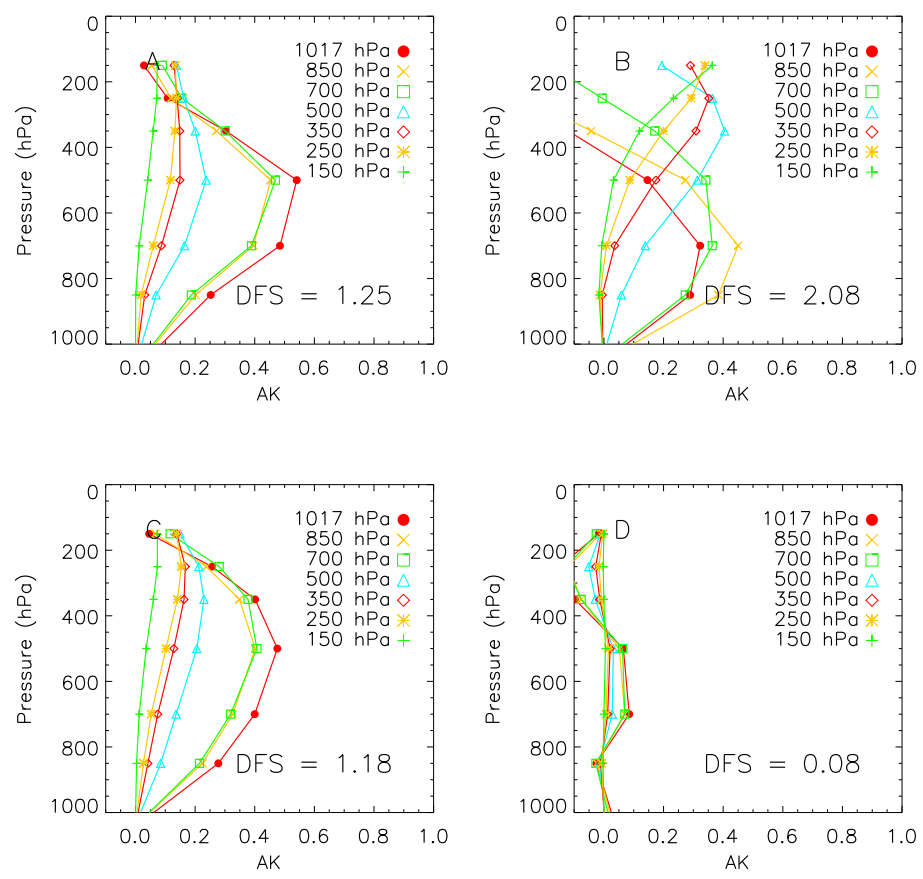 A
1017 hPa
850 hPa
700 hPa
500 hPa
350 hPa
250 hPa
150 hPa
DFS = 1.25
Pressure (hPa)
0
200
400
600
800
1000
0.0 0.2 0.4 0.6 0.8 1.0
AK
B
1017 hPa
850 hPa
700 hPa
500 hPa
350 hPa
250 hPa
150 hPa
DFS = 2.08
Pressure (hPa)
0
200
400
600
800
1000
0.0 0.2 0.4 0.6 0.8 1.0
AK
C
1017 hPa
850 hPa
700 hPa
500 hPa
350 hPa
250 hPa
150 hPa
DFS = 1.18
Pressure (hPa)
0
200
400
600
800
1000
0.0 0.2 0.4 0.6 0.8 1.0
AK
D
1017 hPa
850 hPa
700 hPa
500 hPa
350 hPa
250 hPa
150 hPa
DFS = 0.08
Pressure (hPa)
0
200
400
600
800
1000
0.0 0.2 0.4 0.6 0.8 1.0
AK